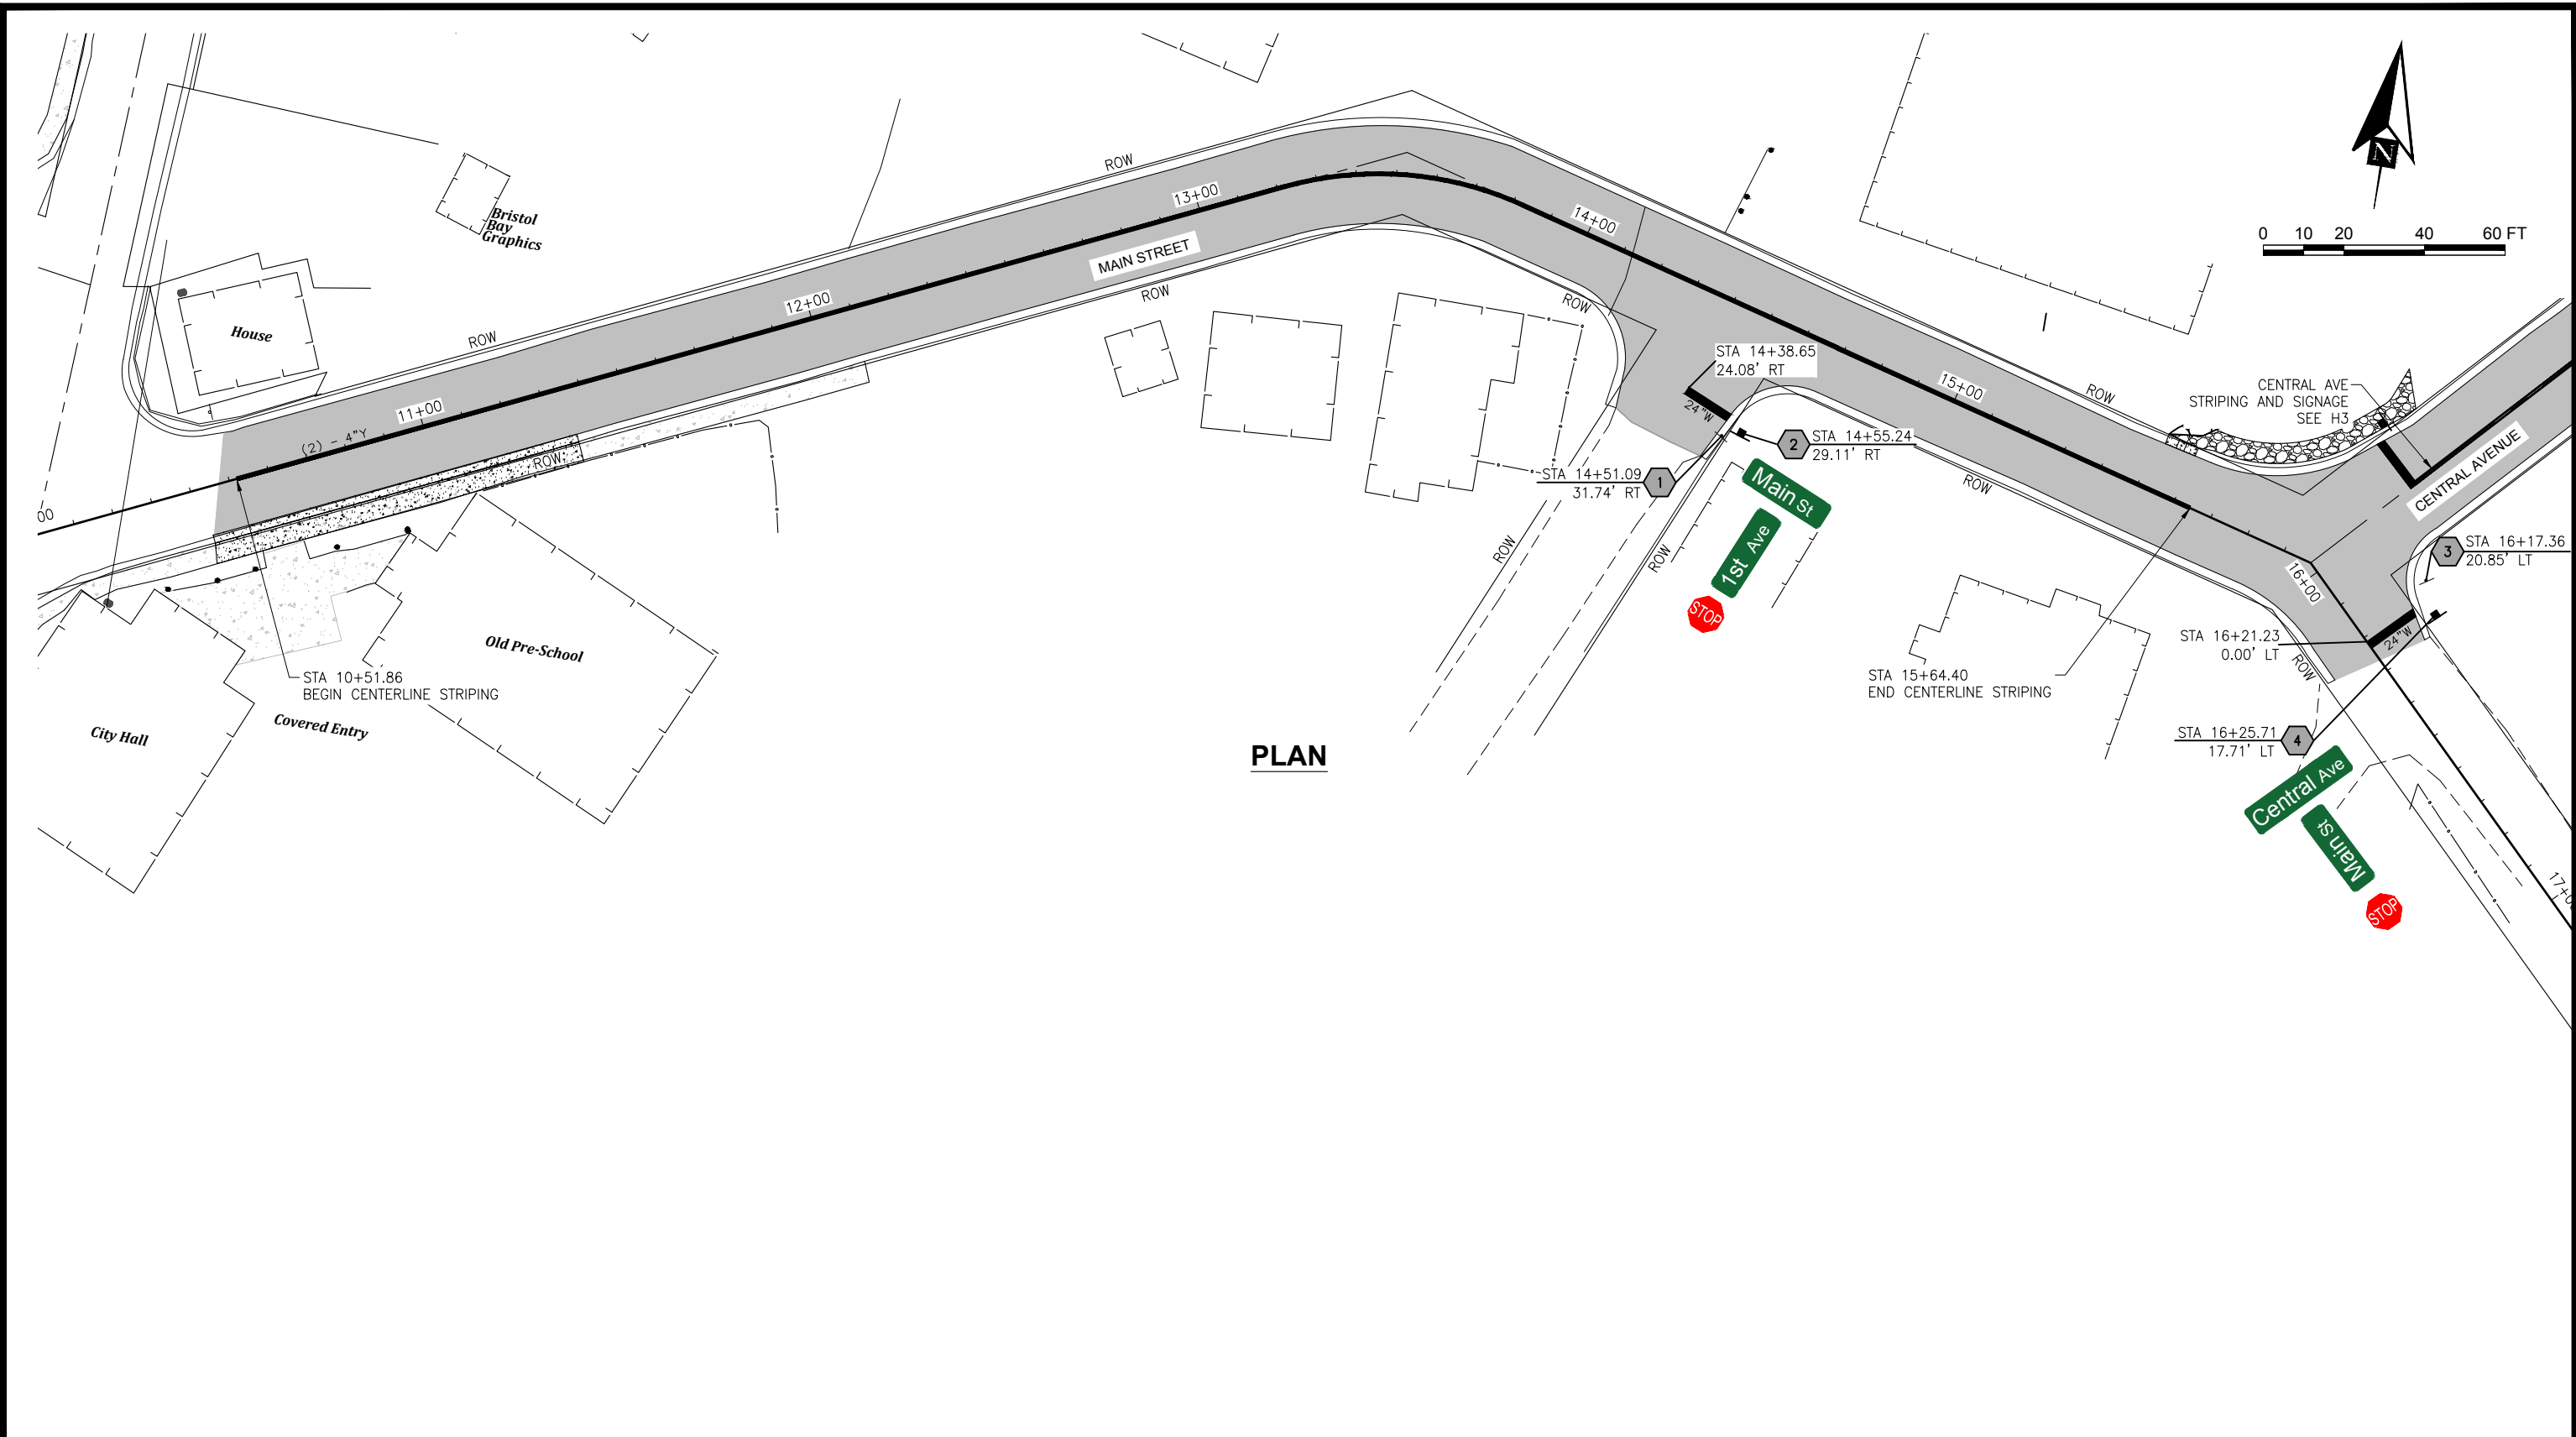 N
0 10 20 40 60 FT
ROW
13+00
14+00
MAIN STREET
Bristol
Bay
Graphics
House
ROW
12+00
ROW
ROW
11+00
(2) - 4"Y
ROW
00
STA 14+38.65
24.08' RT
24"W
15+00
ROW
CENTRAL AVE
STRIPING AND SIGNAGE
SEE H3
CENTRAL AVENUE
2
STA 14+55.24
29.11' RT
STA 14+51.09
31.74' RT
1
Main St
1st Ave
STOP
ROW
ROW
ROW
3
STA 16+17.36
20.85' LT
16+00
STA 16+21.23
0.00' LT
24"W
ROW
Old Pre-School
STA 10+51.86
BEGIN CENTERLINE STRIPING
STA 15+64.40
END CENTERLINE STRIPING
City Hall
Covered Entry
PLAN
STA 16+25.71
17.71' LT
4
Central Ave
Main St
STOP